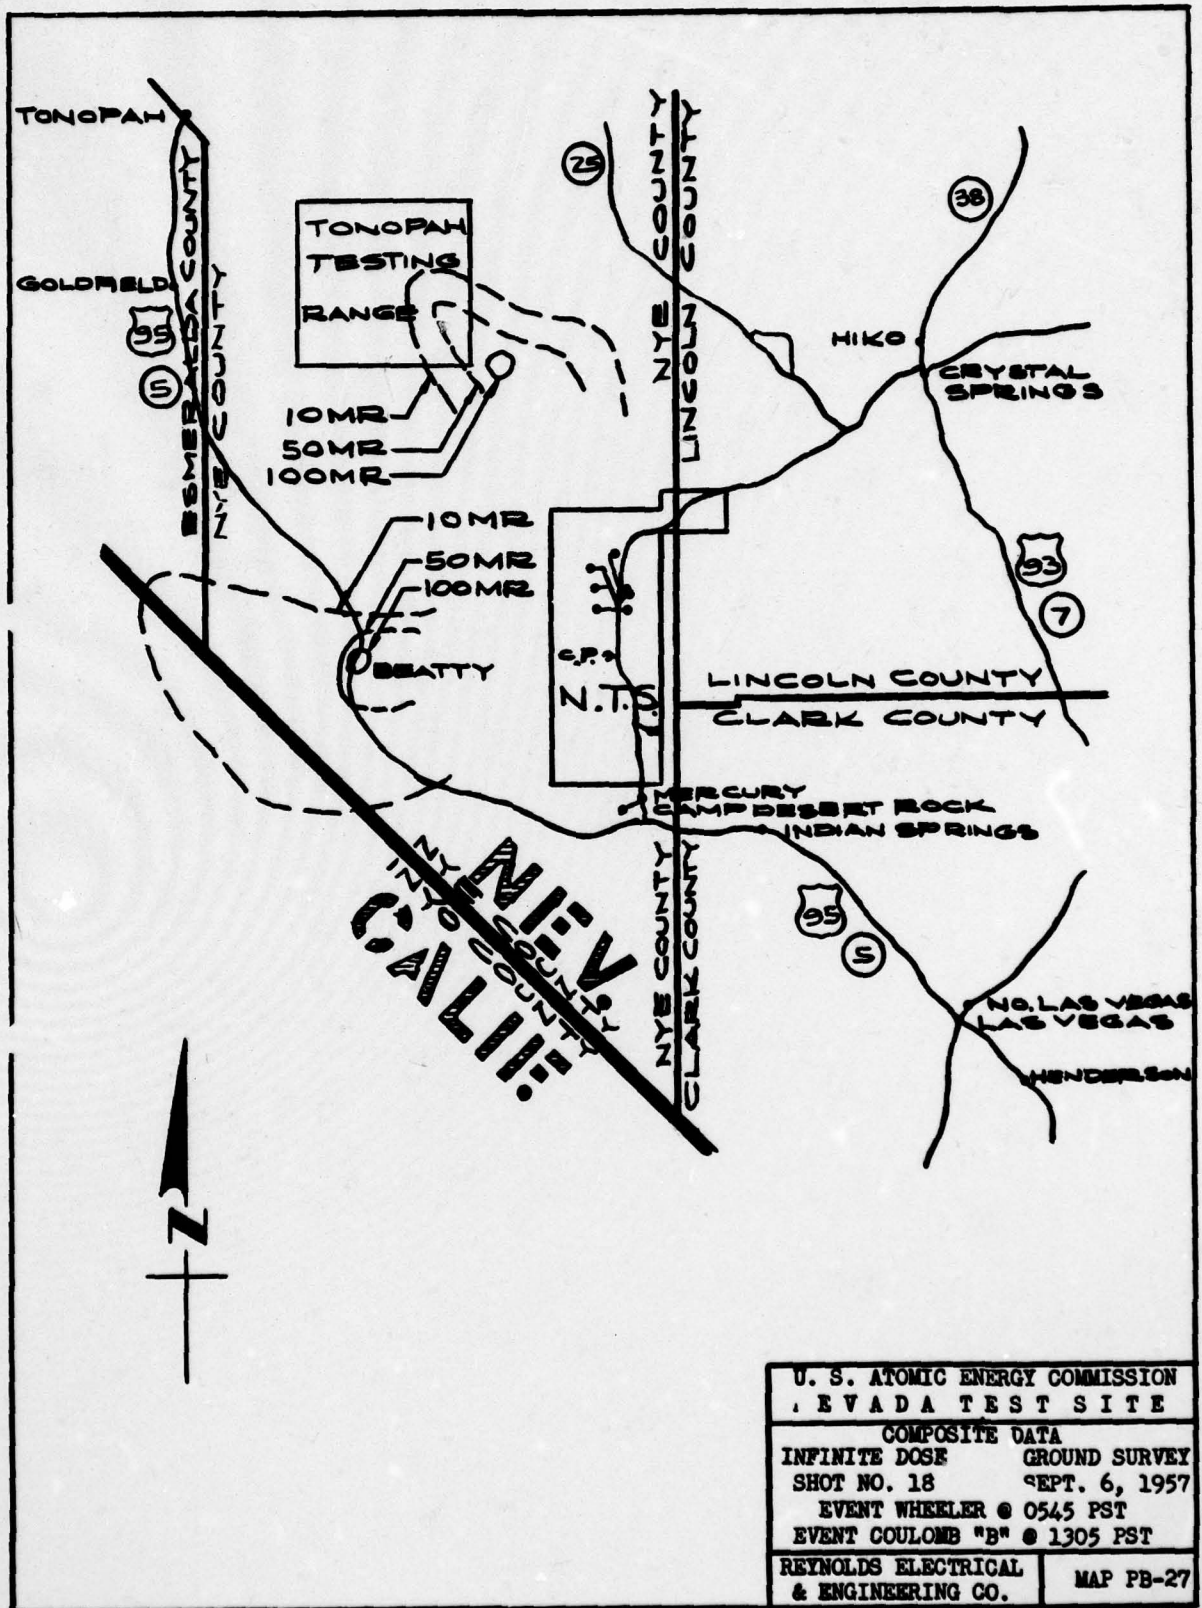 TONOPAH
ESMERALDA COUNTY
NYE COUNTY
GOLDFIELD
95
5
TONOPAH
TESTING
RANGE
10MR
50MR
100MR
25
NYE COUNTY
LINCOLN COUNTY
NYE
LINCOLN
38
HIKO
CRYSTAL
SPRINGS
93
7
10MR
50MR
100MR
BEATTY
C.P.
N.T.S.
LINCOLN COUNTY
CLARK COUNTY
MERCURY
CAMP DESERT ROCK
INDIAN SPRINGS
NYE COUNTY
INYO COUNTY
NEV.
CALIF.
NYE COUNTY
CLARK COUNTY
95
5
NO. LAS VEGAS
LAS VEGAS
HENDERSON
N
U. S. ATOMIC ENERGY COMMISSION
EVADA TEST SITE
COMPOSITE DATA
INFINITE DOSE GROUND SURVEY
SHOT NO. 18 SEPT. 6, 1957
EVENT WHEELER @ 0545 PST
EVENT COULOMB "B" @ 1305 PST
REYNOLDS ELECTRICAL
& ENGINEERING CO.
MAP PB-27